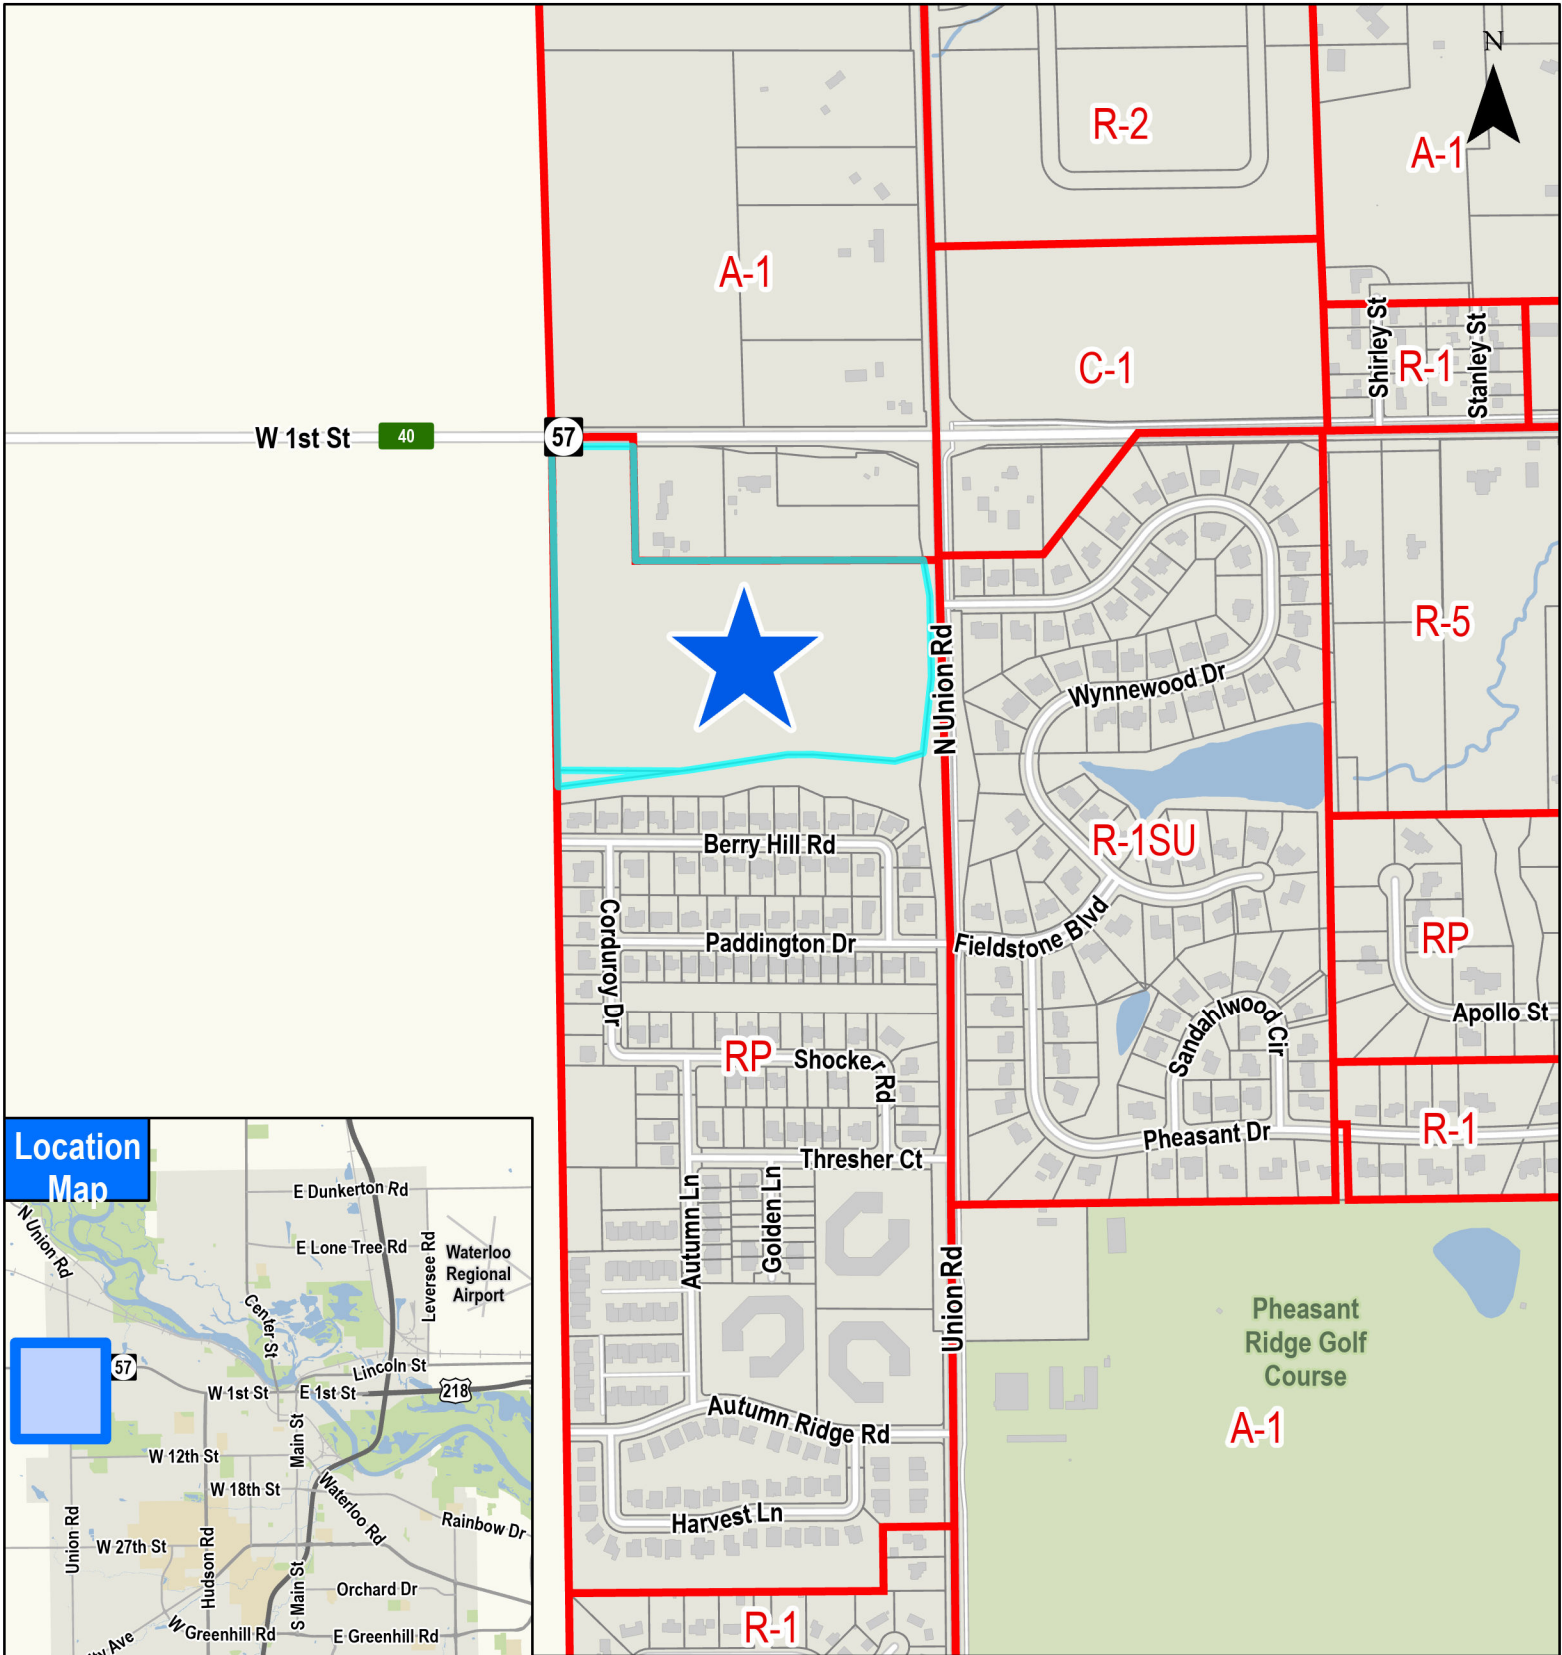 N
R-2
A-1
A-1
C-1
Shirley St
R-1
Stanley St
W 1st St
40
57
R-5
N Union Rd
Wynnewood Dr
R-1SU
Berry Hill Rd
Corduroy Dr
Paddington Dr
Fieldstone Blvd
RP
Apollo St
Sandahlwood Cir
RP
Shocker Rd
R-1
Pheasant Dr
Thresher Ct
Autumn Ln
Golden Ln
Union Rd
Pheasant
Ridge Golf
Course
A-1
Autumn Ridge Rd
Harvest Ln
R-1
Location
Map
N Union Rd
E Dunkerton Rd
E Lone Tree Rd
Leversee Rd
Waterloo
Regional
Airport
Center St
57
Lincoln St
W 1st St
E 1st St
218
Main St
W 12th St
W 18th St
Waterloo Rd
Rainbow Dr
Union Rd
W 27th St
Hudson Rd
S Main St
Orchard Dr
W Greenhill Rd
E Greenhill Rd
ity Ave